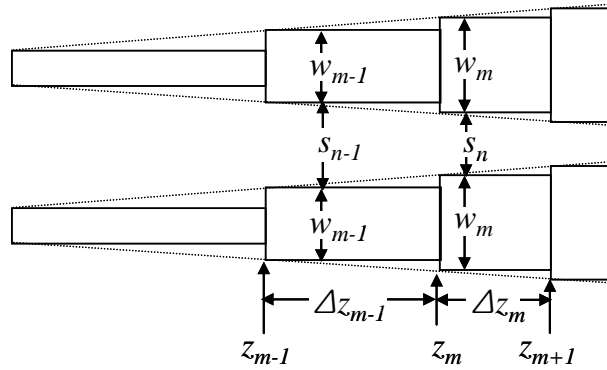 w_{m-1} w_m
s_{n-1} s_n
w_{m-1} w_m
Δz_{m-1} Δz_m
z_{m-1} z_m z_{m+1}